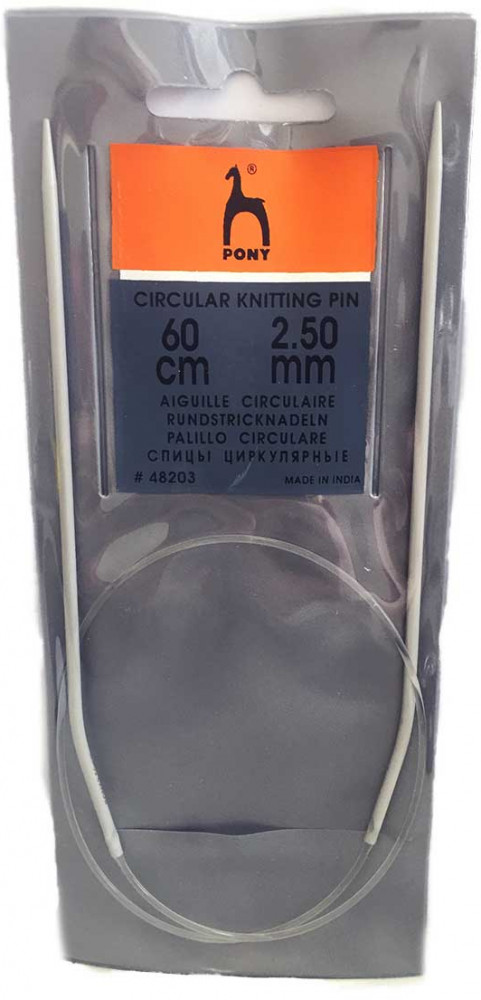 ®
PONY
CIRCULAR KNITTING PIN
60 2.50
cm mm
AIGUILLE CIRCULAIRE
RUNDSTRICKNADELN
PALILLO CIRCULARE
СПИЦЫ ЦИРКУЛЯРНЫЕ
# 48203 MADE IN INDIA